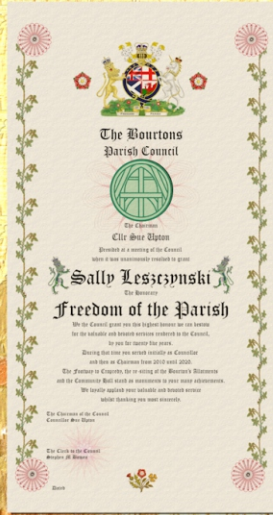 The Bourtons
Parish Council
The Chairman
Cllr Sue Upton
Presided at a meeting of the Council
when it was unanimously resolved to grant
Sally Leszczynski
The Honorary
Freedom of the Parish
We the Council grant you this highest honour we can bestow
for the valuable and devoted services rendered to the Council,
by you for twenty five years.
During that time you served initially as Councillor
and then as Chairman from 2010 until 2020.
The Footway to Cropredy, the re-siting of the Bourton's Allotments
and the Community Hall stand as monuments to your many achievements.
We loyally applaud your valuable and devoted service
whilst thanking you most sincerely.
The Chairman of the Council
Councillor Sue Upton
The Clerk to the Council
Dated